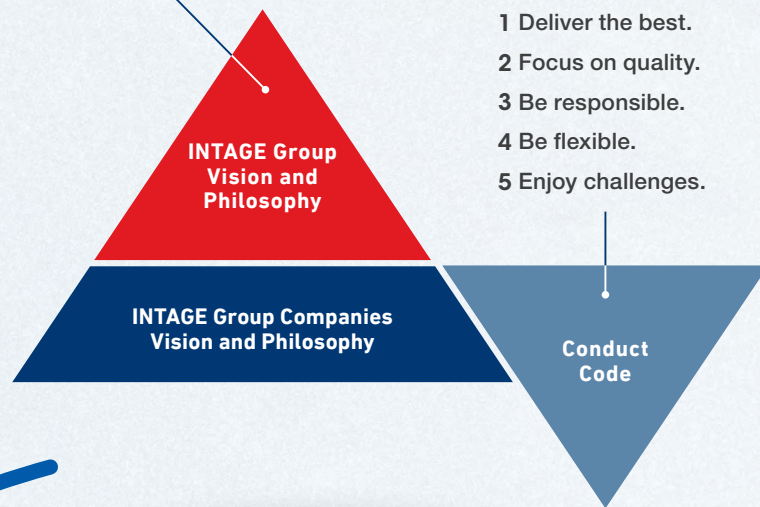 1 Deliver the best.
2 Focus on quality.
3 Be responsible.
4 Be flexible.
5 Enjoy challenges.
INTAGE Group
Vision and
Philosophy
INTAGE Group Companies
Vision and Philosophy
Conduct
Code